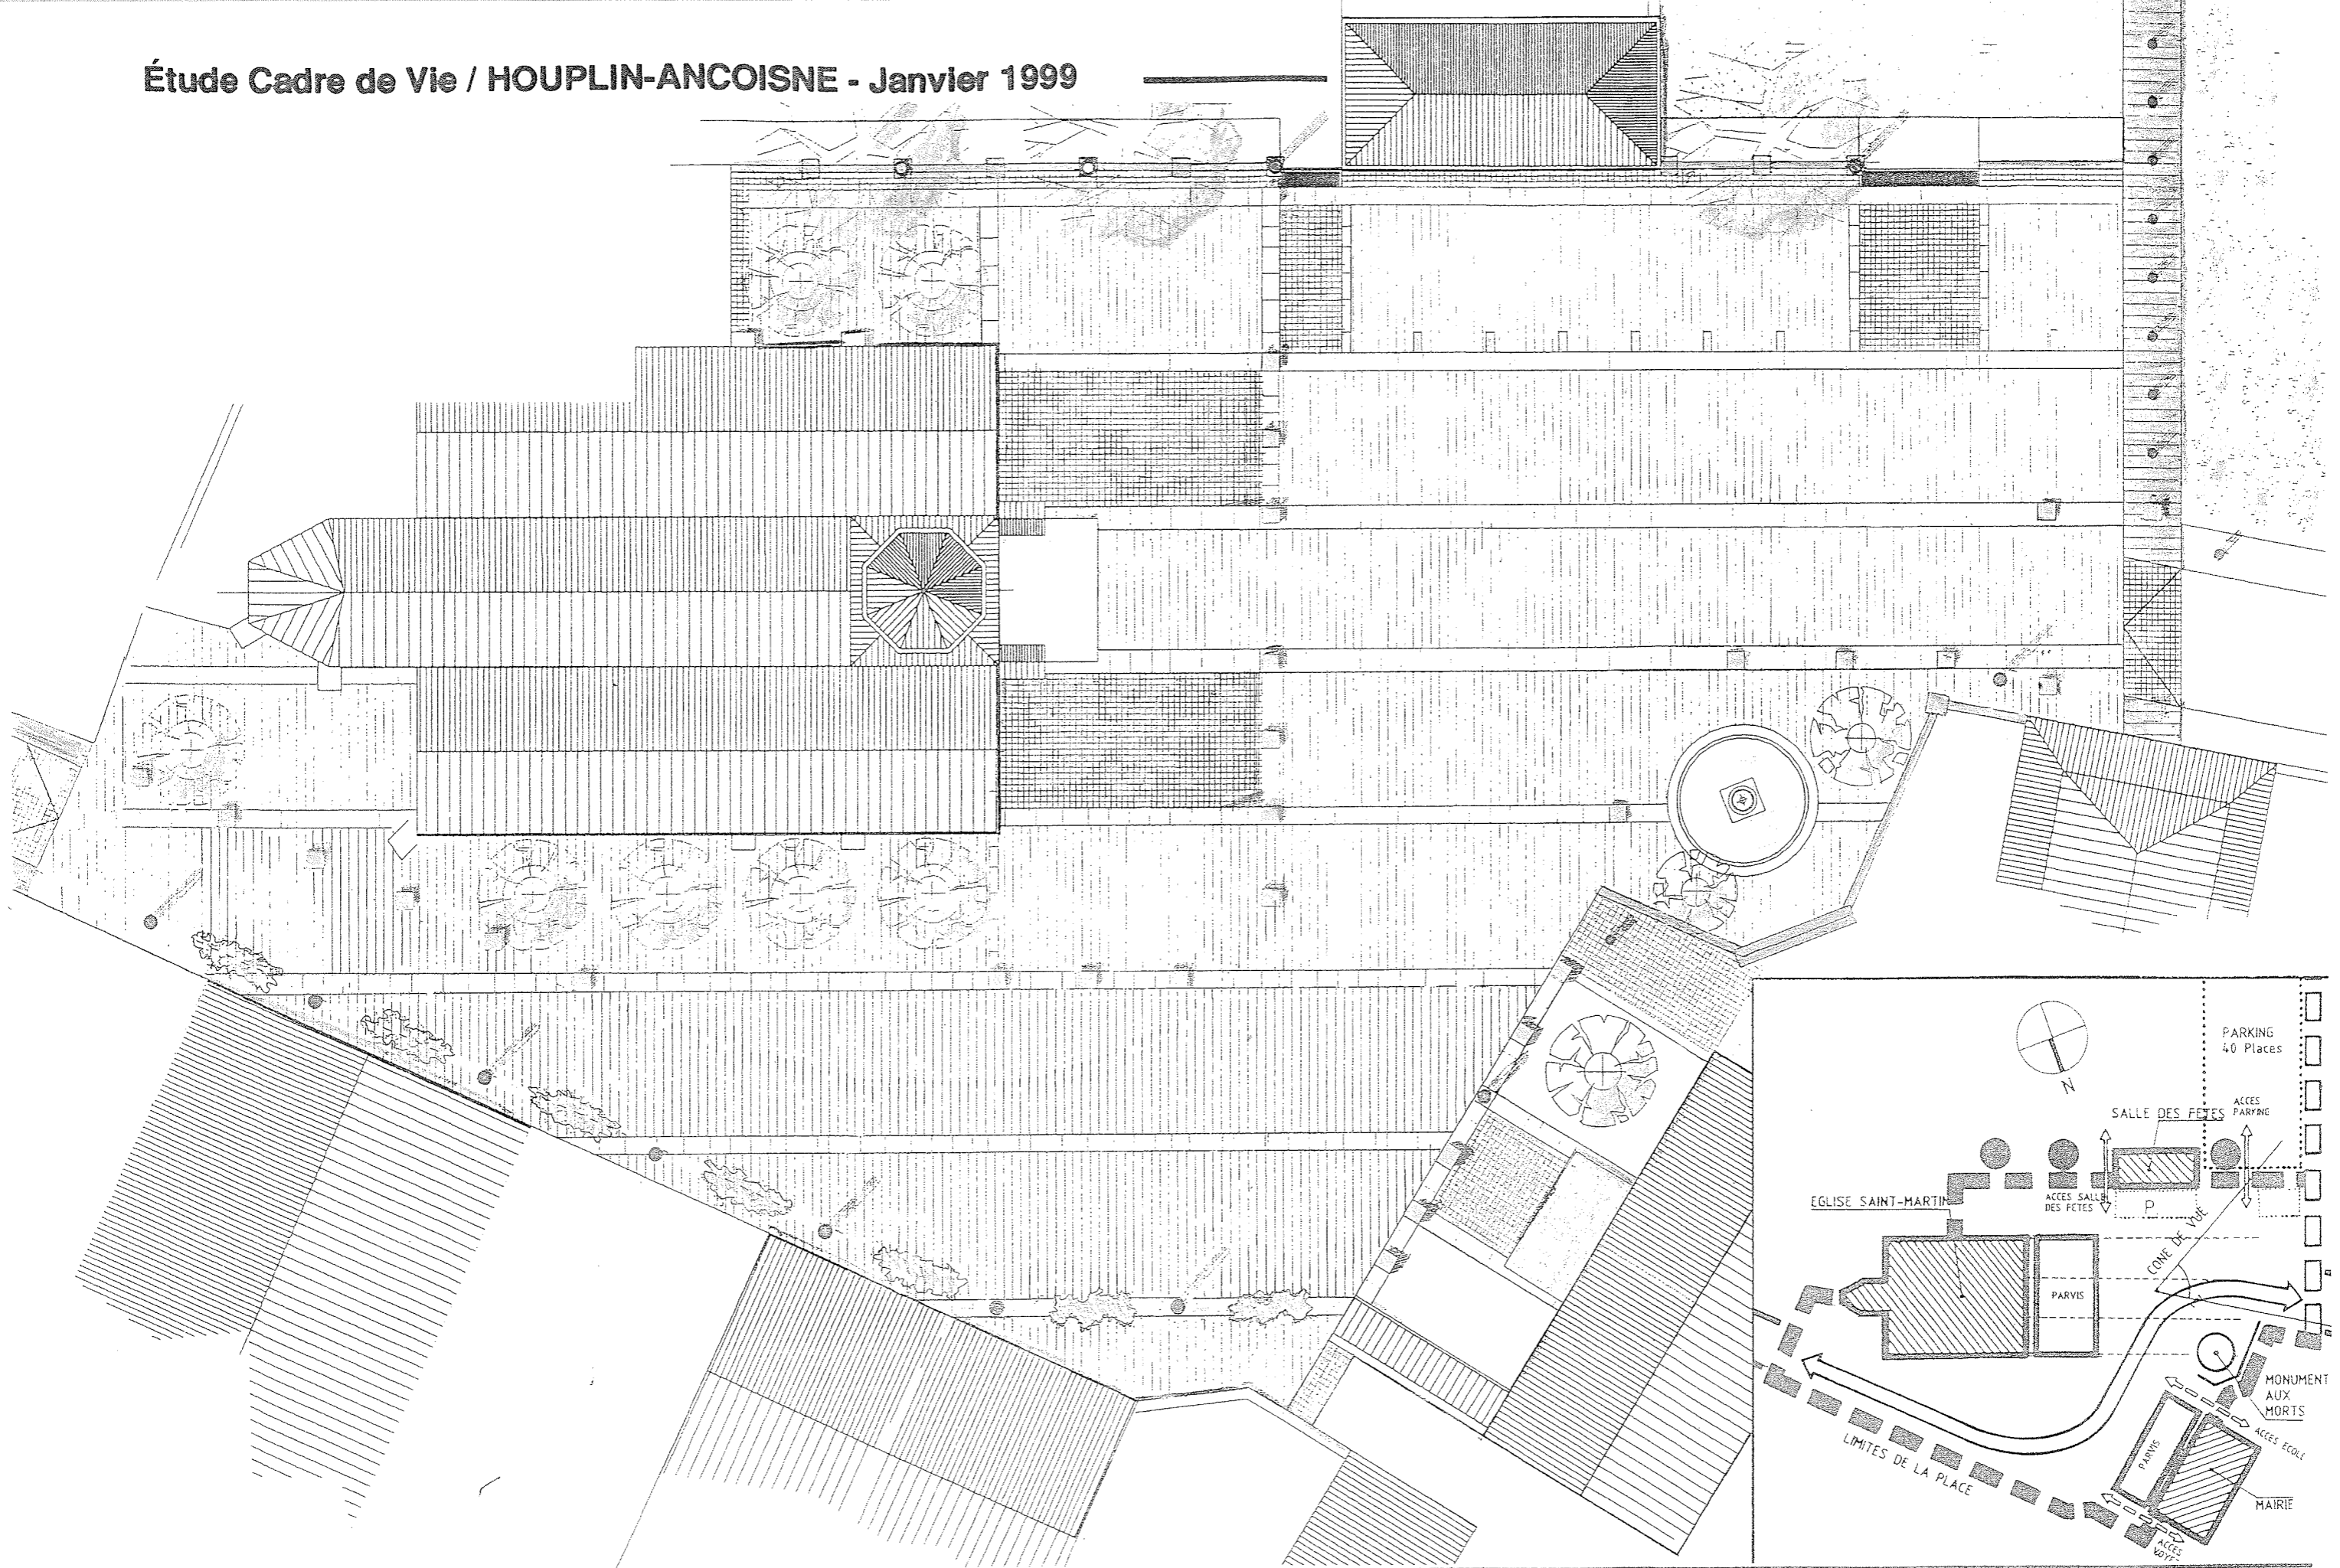 Étude Cadre de Vie / HOUPLIN-ANCOISNE - Janvier 1999
PARKING
40 Places
N
SALLE DES FETES
ACCES
PARKING
EGLISE SAINT-MARTIN
ACCES SALLE
DES FETES
P
CONE DE VUE
PARVIS
MONUMENT
AUX
MORTS
ACCES ECOLE
PARVIS
LIMITES DE LA PLACE
MAIRIE
ACCES